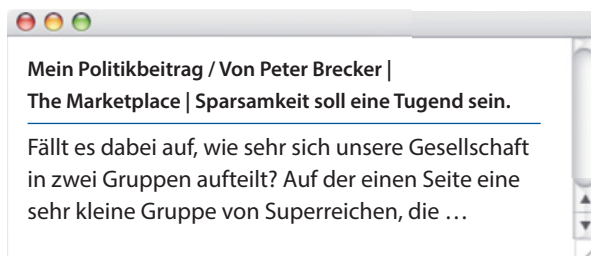 Mein Politikbeitrag / Von Peter Brecker |
The Marketplace | Sparsamkeit soll eine Tugend sein.
Fällt es dabei auf, wie sehr sich unsere Gesellschaft
in zwei Gruppen aufteilt? Auf der einen Seite eine
sehr kleine Gruppe von Superreichen, die …